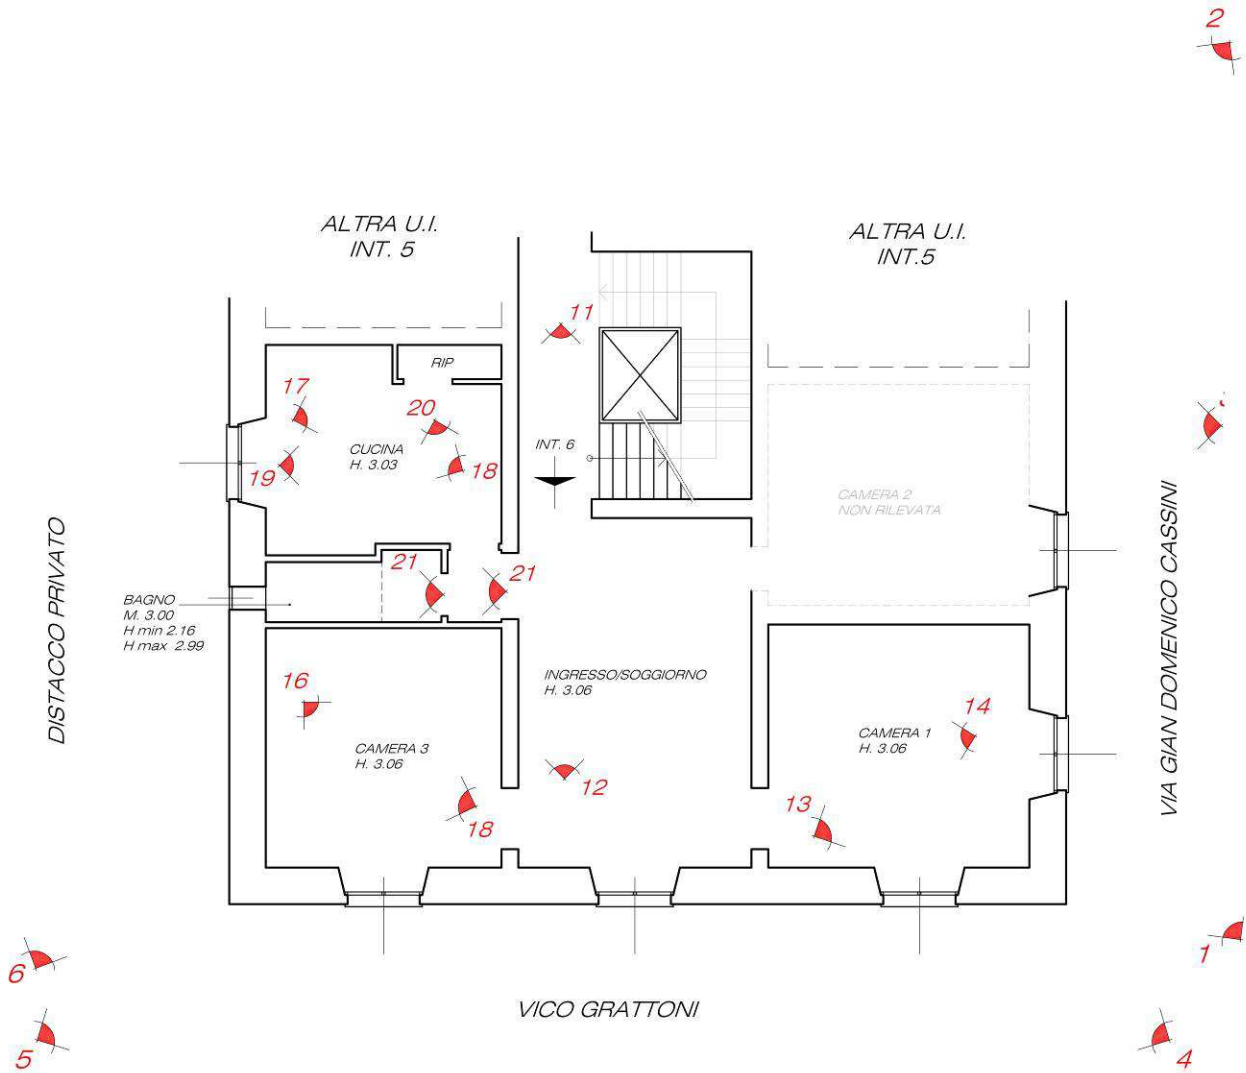 2
ALTRA U.I.
INT. 5
ALTRA U.I.
INT.5
11
RIP
17
20
INT. 6
CUCINA
H. 3.03
19
18
CAMERA 2
NON RILEVATA
DISTACCO PRIVATO
VIA GIAN DOMENICO CASSINI
21
21
BAGNO
M. 3.00
H min 2.16
H max 2.99
INGRESSO/SOGGIORNO
H. 3.06
16
14
CAMERA 3
H. 3.06
CAMERA 1
H. 3.06
12
13
18
1
6
VICO GRATTONI
5
4